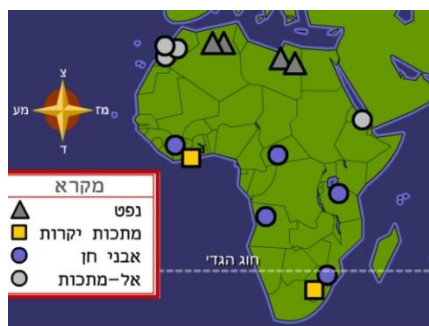 צ
מז
מע
ד
מקרא
נפט
מתכות יקרות
אבני חן
אל-מתכות
חוג הגדי